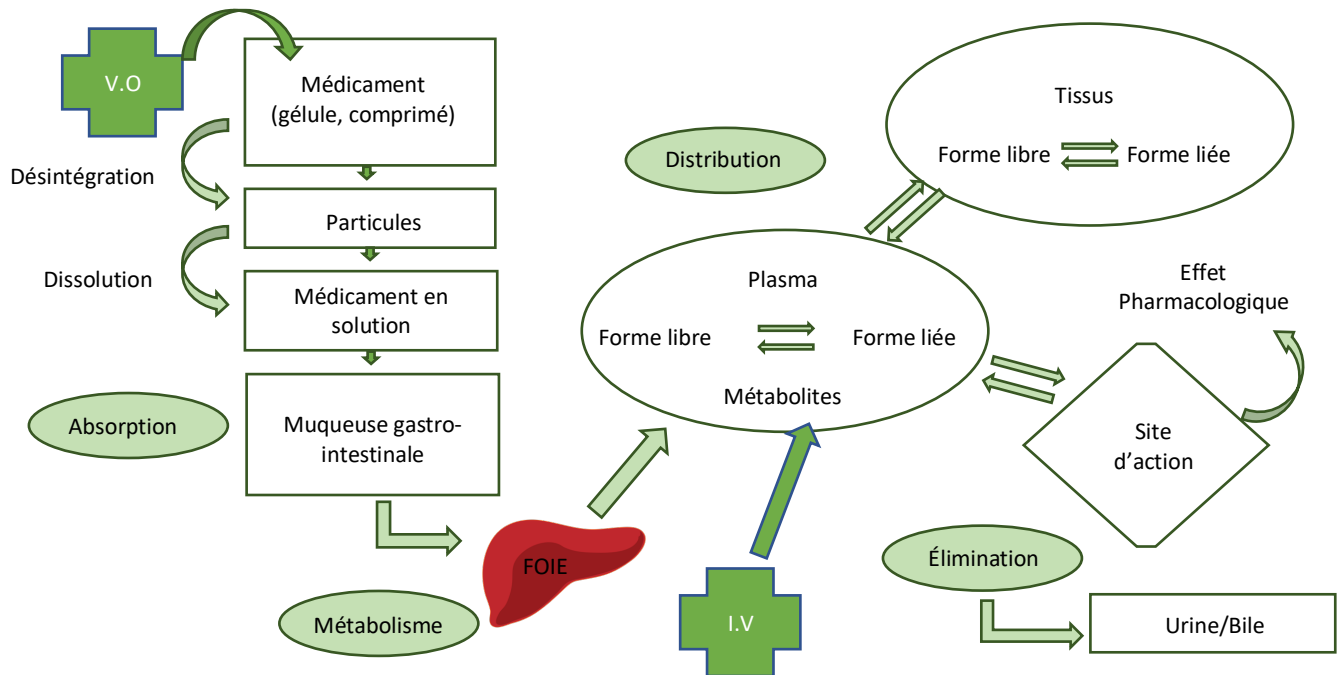 V.O
Médicament
(gélule, comprimé)
Désintégration
Particules
Dissolution
Médicament en
solution
Absorption
Muqueuse gastro-
intestinale
FOIE
Métabolisme
Distribution
Tissus
Forme libre
Forme liée
Plasma
Forme libre
Forme liée
Métabolites
I.V
Effet
Pharmacologique
Site
d’action
Élimination
Urine/Bile